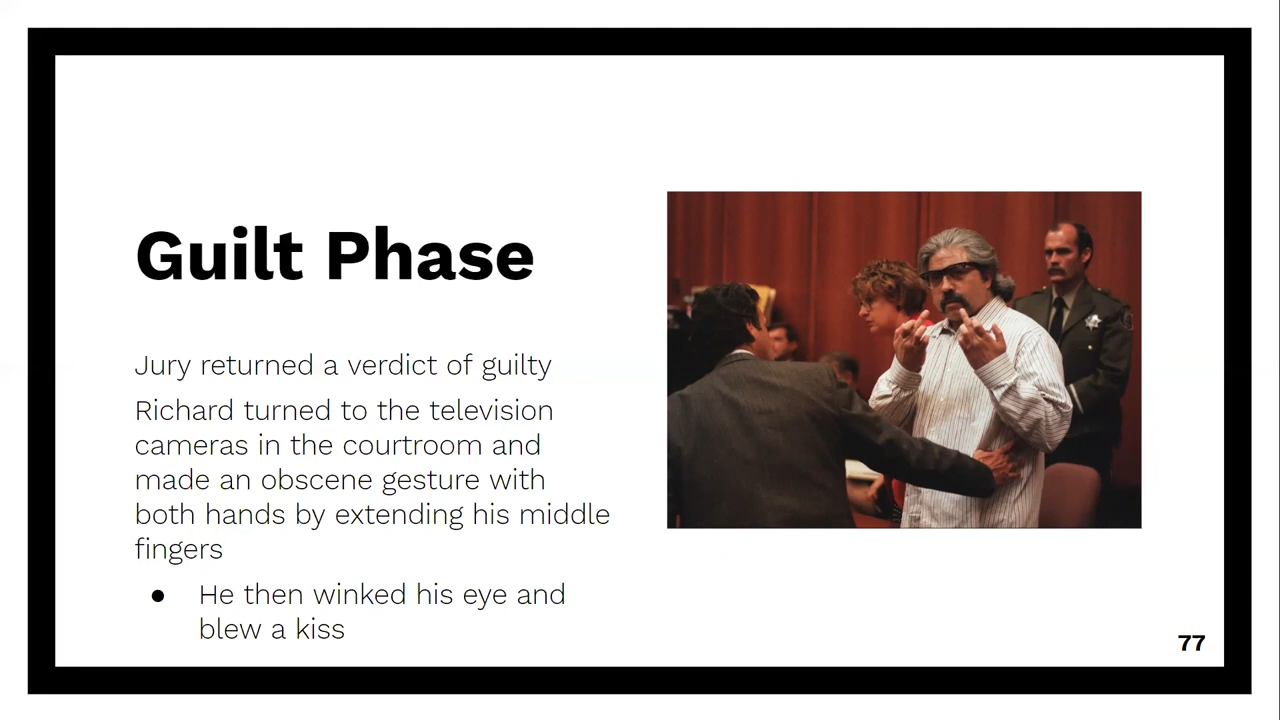 Guilt Phase
Jury returned a verdict of guilty
Richard turned to the television
cameras in the courtroom and
made an obscene gesture with
both hands by extending his middle
fingers
● He then winked his eye and
blew a kiss
77